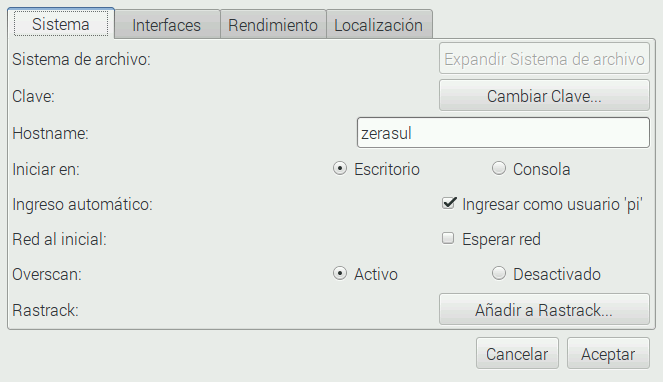 Sistema Interfaces Rendimiento Localización
Sistema de archivo: Expandir Sistema de archivo
Clave: Cambiar Clave...
Hostname: zerasul
Iniciar en: Escritorio Consola
Ingreso automático: Ingresar como usuario 'pi'
Red al inicial: Esperar red
Overscan: Activo Desactivado
Rastrack: Añadir a Rastrack...
Cancelar Aceptar